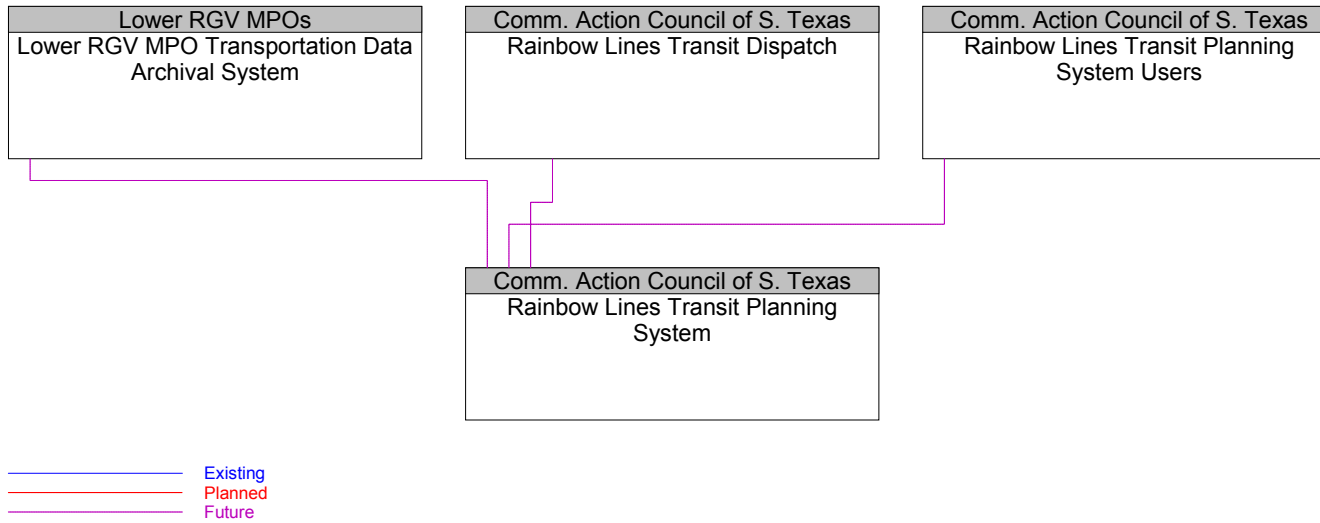 Lower RGV MPOs
Lower RGV MPO Transportation Data
Archival System
Comm. Action Council of S. Texas
Rainbow Lines Transit Dispatch
Comm. Action Council of S. Texas
Rainbow Lines Transit Planning
System Users
Comm. Action Council of S. Texas
Rainbow Lines Transit Planning
System
Existing
Planned
Future